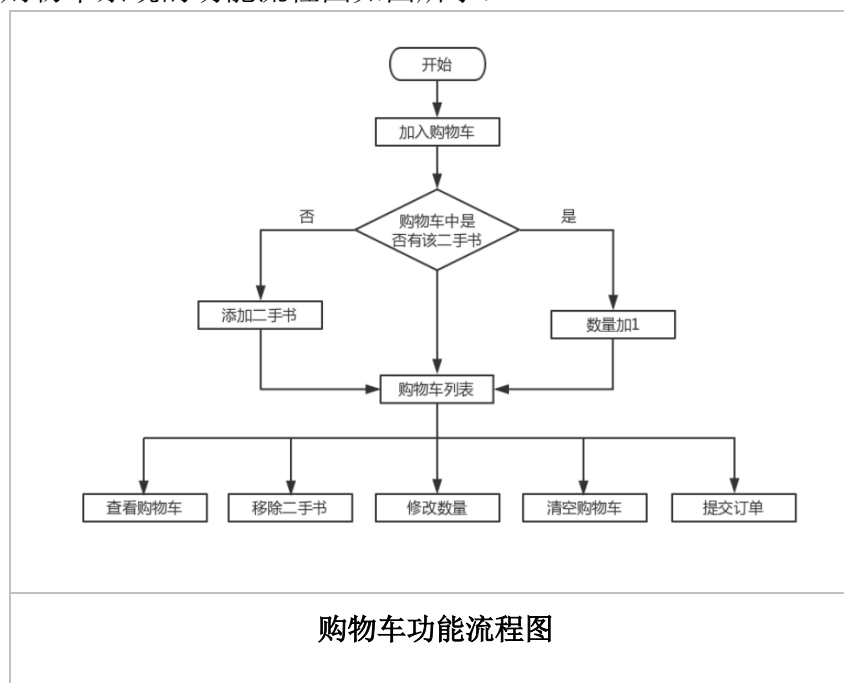 开始
加入购物车
购物车中是
否有该二手书
否
是
添加二手书
数量加1
购物车列表
查看购物车
移除二手书
修改数量
清空购物车
提交订单
购物车功能流程图